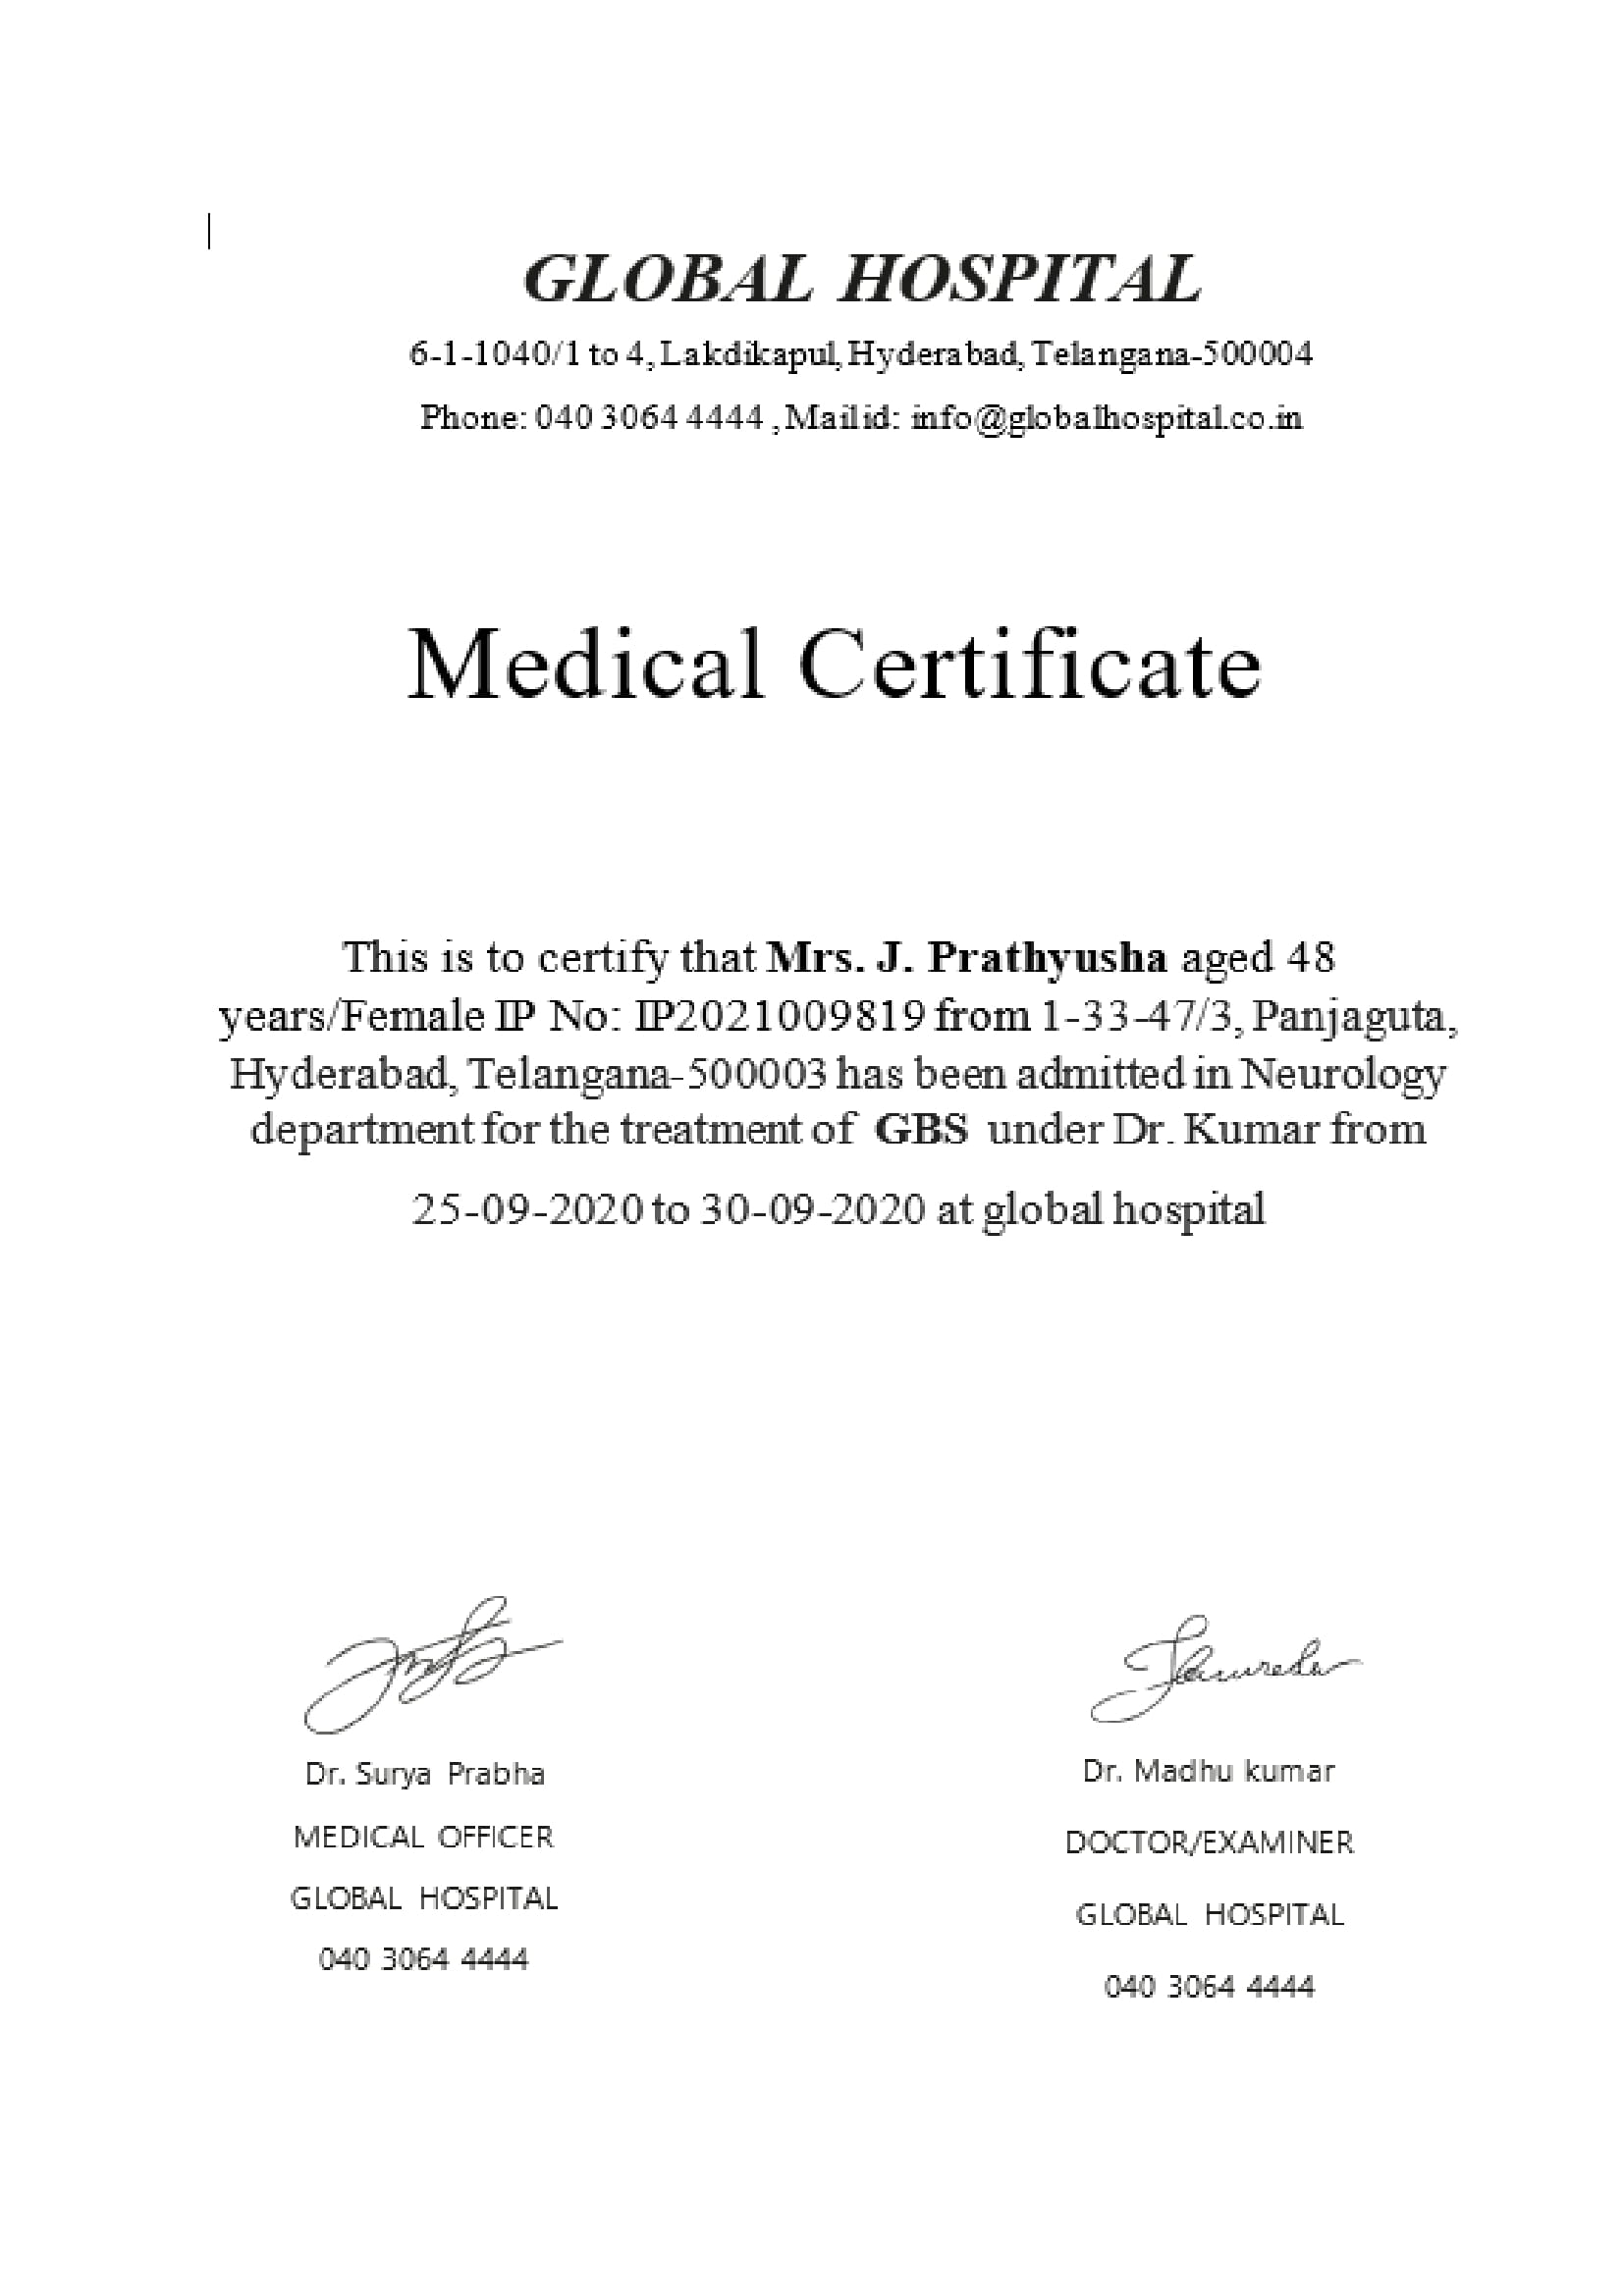 GLOBAL HOSPITAL
6-1-1040/1 to 4, Lakdikapul, Hyderabad, Telangana-500004
Phone: 040 3064 4444 , Mail id: info@globalhospital.co.in
Medical Certificate
This is to certify that Mrs. J. Prathyusha aged 48
years/Female IP No: IP2021009819 from 1-33-47/3, Panjaguta,
Hyderabad, Telangana-500003 has been admitted in Neurology
department for the treatment of GBS under Dr. Kumar from
25-09-2020 to 30-09-2020 at global hospital
Dr. Surya Prabha
MEDICAL OFFICER
GLOBAL HOSPITAL
040 3064 4444
Dr. Madhu kumar
DOCTOR/EXAMINER
GLOBAL HOSPITAL
040 3064 4444